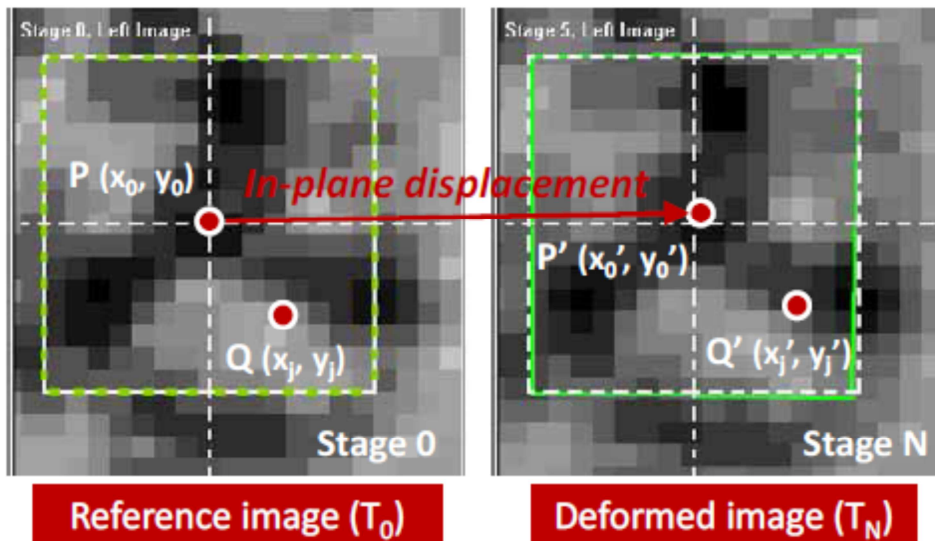 Stage 0, Left Image
Stage 5, Left Image
P (x₀, y₀)
In-plane displacement
P’ (x₀’, y₀’)
Q (xⱼ, yⱼ)
Q’ (xⱼ’, yⱼ’)
Stage 0
Stage N
Reference image (T₀)
Deformed image (T_N)